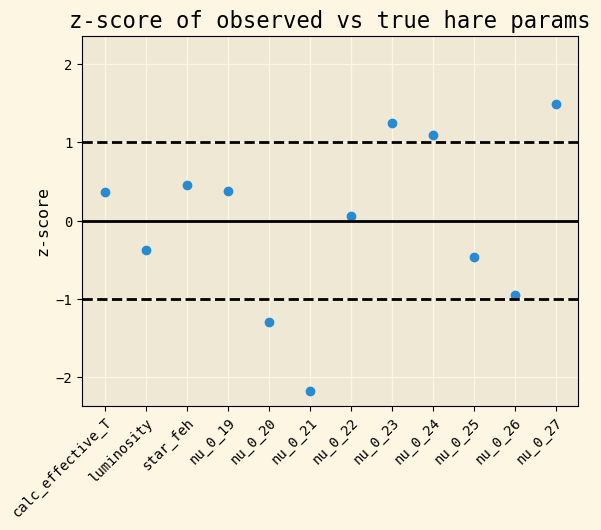 z-score of observed vs true hare params
z-score
2
1
0
−1
−2
calc_effective_T
luminosity
star_feh
nu_0_19
nu_0_20
nu_0_21
nu_0_22
nu_0_23
nu_0_24
nu_0_25
nu_0_26
nu_0_27